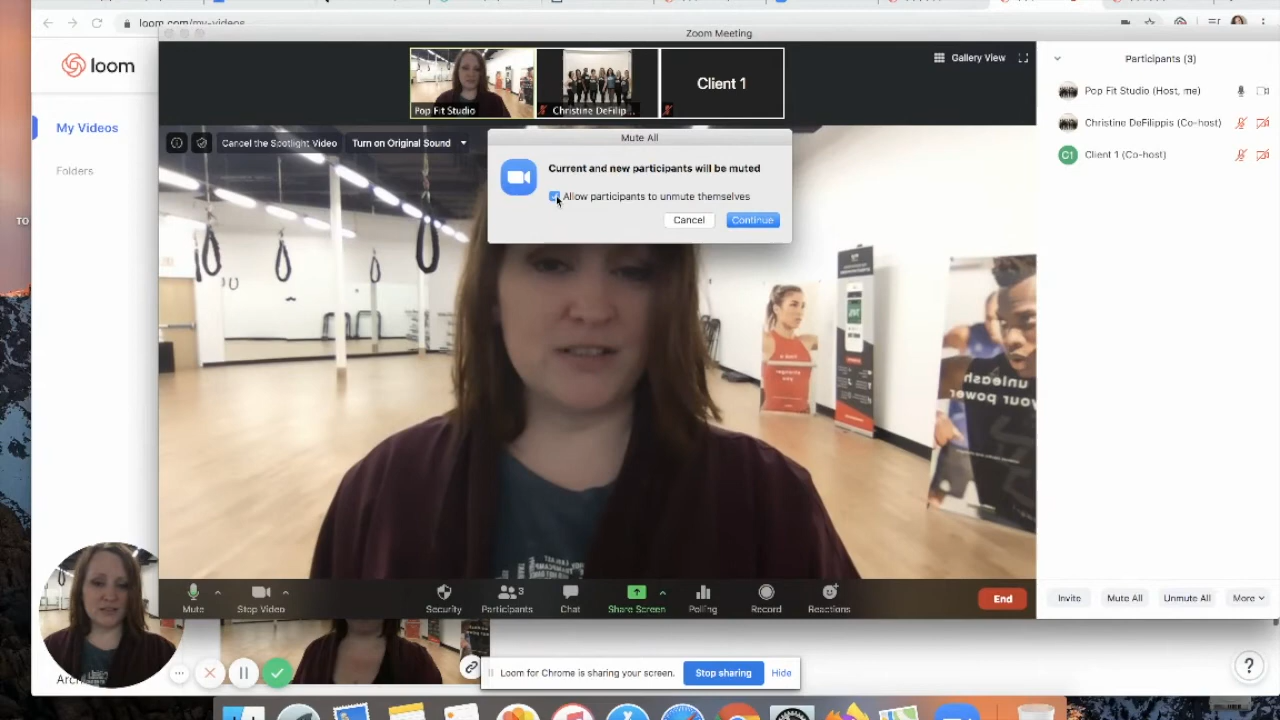 loom.com/my-videos
Zoom Meeting
loom
My Videos
Folders
TO
Pop Fit Studio
Christine DeFilip...
Client 1
Gallery View
Participants (3)
Pop Fit Studio (Host, me)
Christine DeFilippis (Co-host)
C1
Client 1 (Co-host)
Cancel the Spotlight Video
Turn on Original Sound
Mute All
Current and new participants will be muted
Allow participants to unmute themselves
Cancel
Continue
unleash
your power
Mute
Stop Video
Security
3
Participants
Chat
Share Screen
Polling
Record
Reactions
End
Invite
Mute All
Unmute All
More
Loom for Chrome is sharing your screen.
Stop sharing
Hide
?